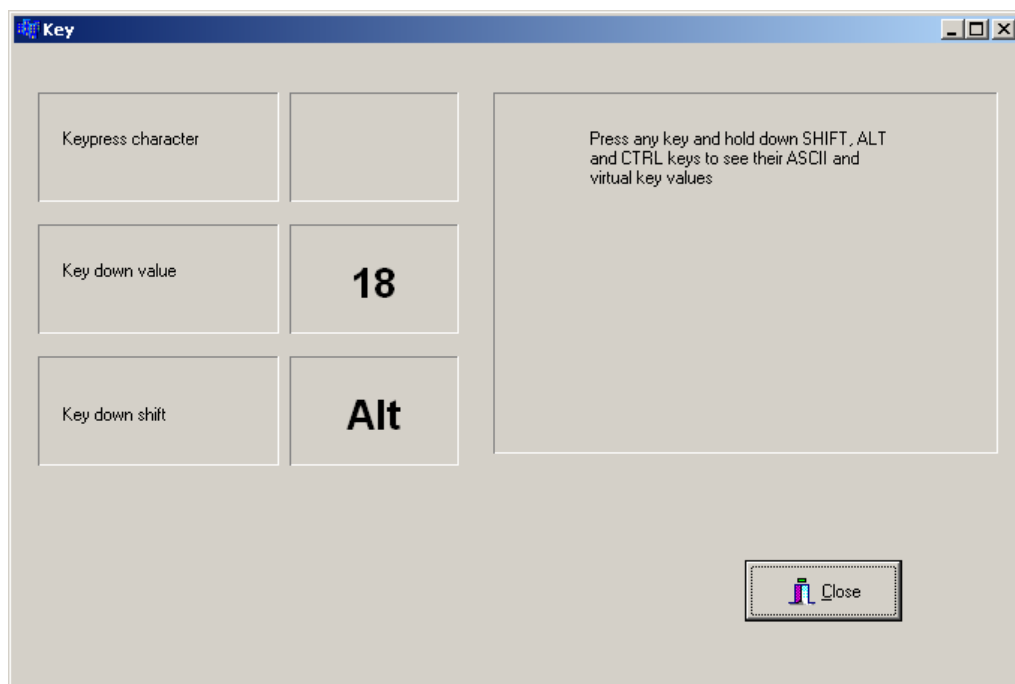 Key
Keypress character
Press any key and hold down SHIFT, ALT
and CTRL keys to see their ASCII and
virtual key values
Key down value
18
Key down shift
Alt
Close